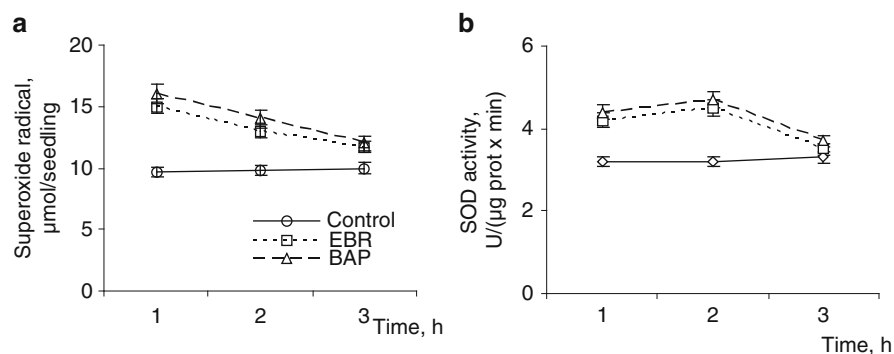 a
Superoxide radical,
µmol/seedling
20
15
10
5
0
1 2 3
Time, h
Control
EBR
BAP
b
SOD activity,
U/(µg prot x min)
6
4
2
0
1 2 3
Time, h